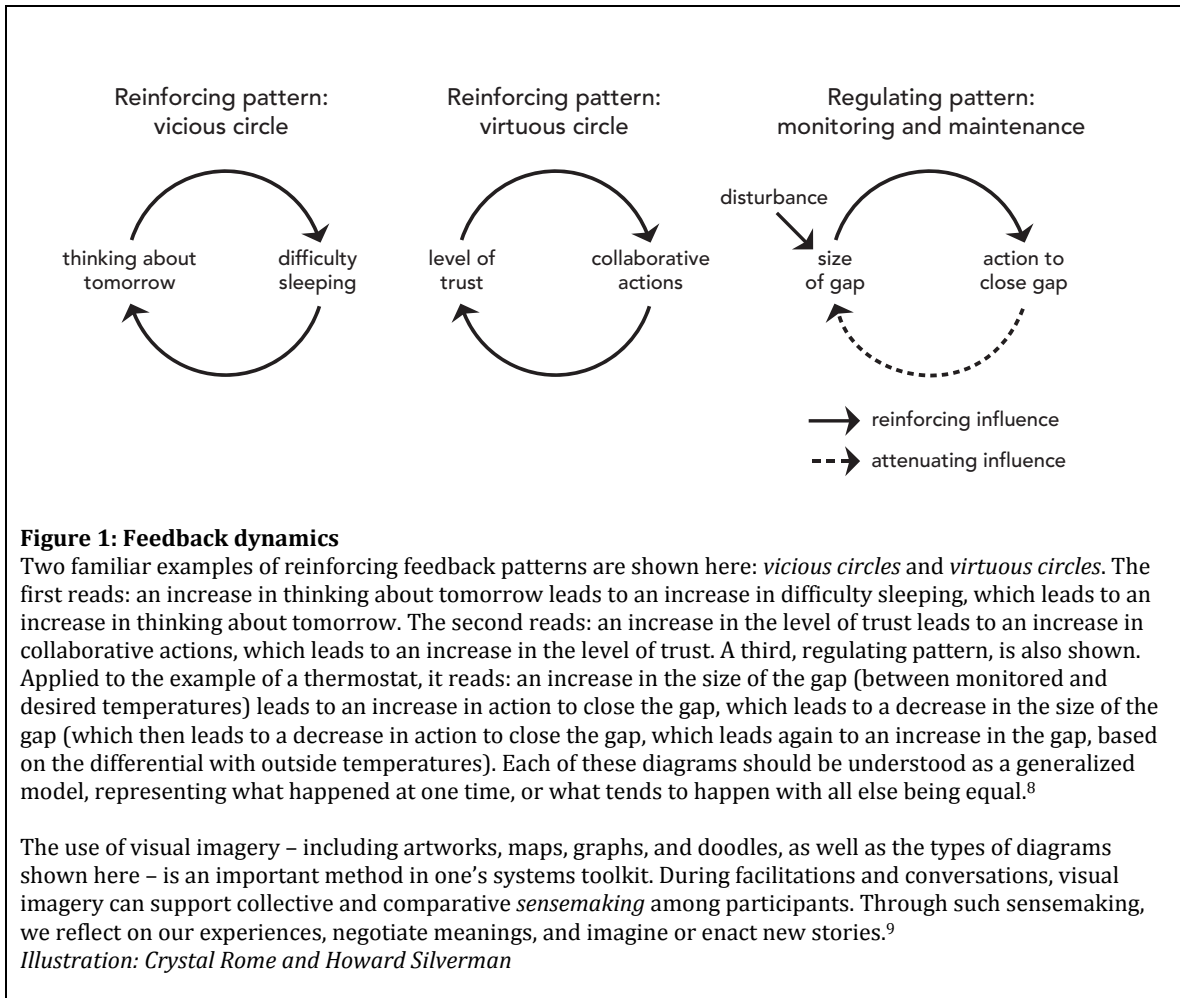 Reinforcing pattern:
vicious circle
Reinforcing pattern:
virtuous circle
Regulating pattern:
monitoring and maintenance
thinking about
tomorrow
difficulty
sleeping
level of
trust
collaborative
actions
disturbance
size
of gap
action to
close gap
reinforcing influence
attenuating influence
Figure 1: Feedback dynamics
Two familiar examples of reinforcing feedback patterns are shown here: vicious circles and virtuous circles. The
first reads: an increase in thinking about tomorrow leads to an increase in difficulty sleeping, which leads to an
increase in thinking about tomorrow. The second reads: an increase in the level of trust leads to an increase in
collaborative actions, which leads to an increase in the level of trust. A third, regulating pattern, is also shown.
Applied to the example of a thermostat, it reads: an increase in the size of the gap (between monitored and
desired temperatures) leads to an increase in action to close the gap, which leads to a decrease in the size of the
gap (which then leads to a decrease in action to close the gap, which leads again to an increase in the gap, based
on the differential with outside temperatures). Each of these diagrams should be understood as a generalized
model, representing what happened at one time, or what tends to happen with all else being equal.⁸
The use of visual imagery – including artworks, maps, graphs, and doodles, as well as the types of diagrams
shown here – is an important method in one's systems toolkit. During facilitations and conversations, visual
imagery can support collective and comparative sensemaking among participants. Through such sensemaking,
we reflect on our experiences, negotiate meanings, and imagine or enact new stories.⁹
Illustration: Crystal Rome and Howard Silverman